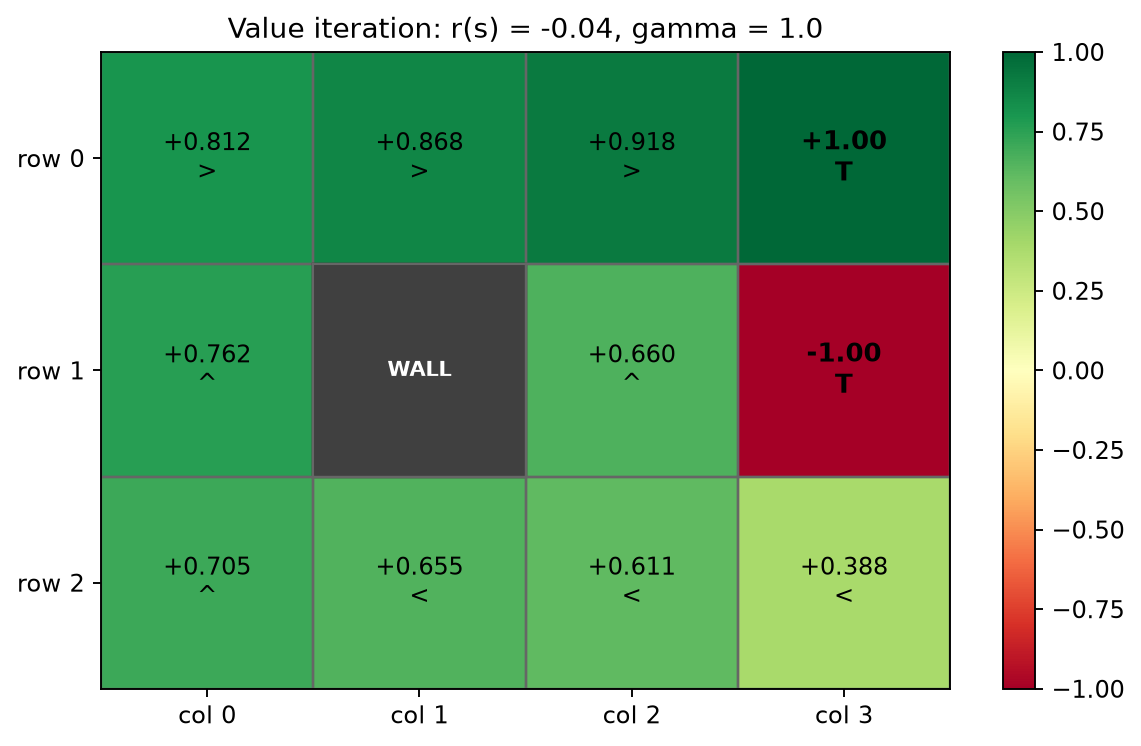 Value iteration: r(s) = -0.04, gamma = 1.0
row 0
+0.812
>
+0.868
>
+0.918
>
+1.00
T
row 1
+0.762
^
WALL
+0.660
^
-1.00
T
row 2
+0.705
^
+0.655
<
+0.611
<
+0.388
<
col 0
col 1
col 2
col 3
1.00
0.75
0.50
0.25
0.00
−0.25
−0.50
−0.75
−1.00